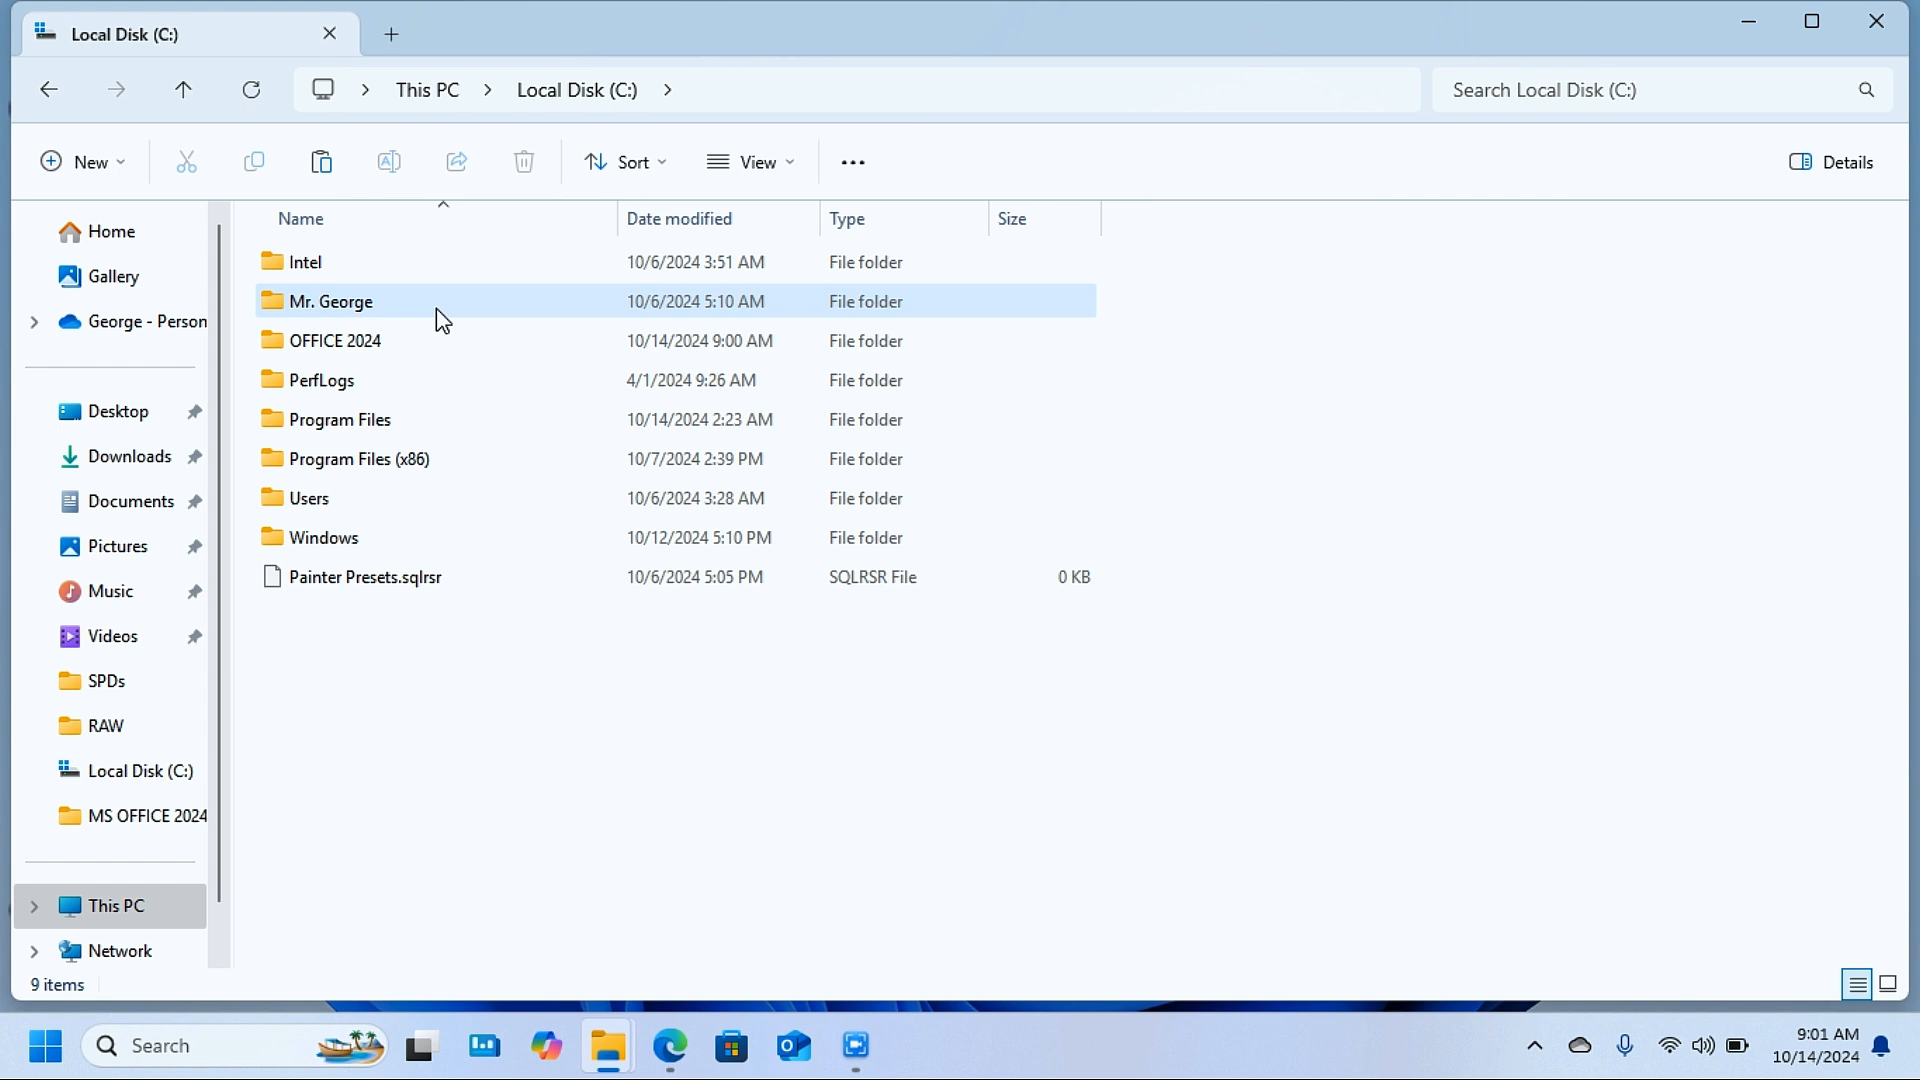 Local Disk (C:)
This PC > Local Disk (C:) >
Search Local Disk (C:)
New
Sort
View
Details
Name Date modified Type Size
Intel 10/6/2024 3:51 AM File folder
Mr. George 10/6/2024 5:10 AM File folder
OFFICE 2024 10/14/2024 9:00 AM File folder
PerfLogs 4/1/2024 9:26 AM File folder
Program Files 10/14/2024 2:23 AM File folder
Program Files (x86) 10/7/2024 2:39 PM File folder
Users 10/6/2024 3:28 AM File folder
Windows 10/12/2024 5:10 PM File folder
Painter Presets.sqlrsr 10/6/2024 5:05 PM SQLRSR File 0 KB
Home
Gallery
George - Person
Desktop
Downloads
Documents
Pictures
Music
Videos
SPDs
RAW
Local Disk (C:)
MS OFFICE 2024
This PC
Network
9 items
Search
9:01 AM
10/14/2024